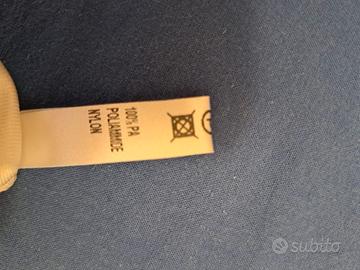 100% PA
POLIAMMIDE
NYLON
subito